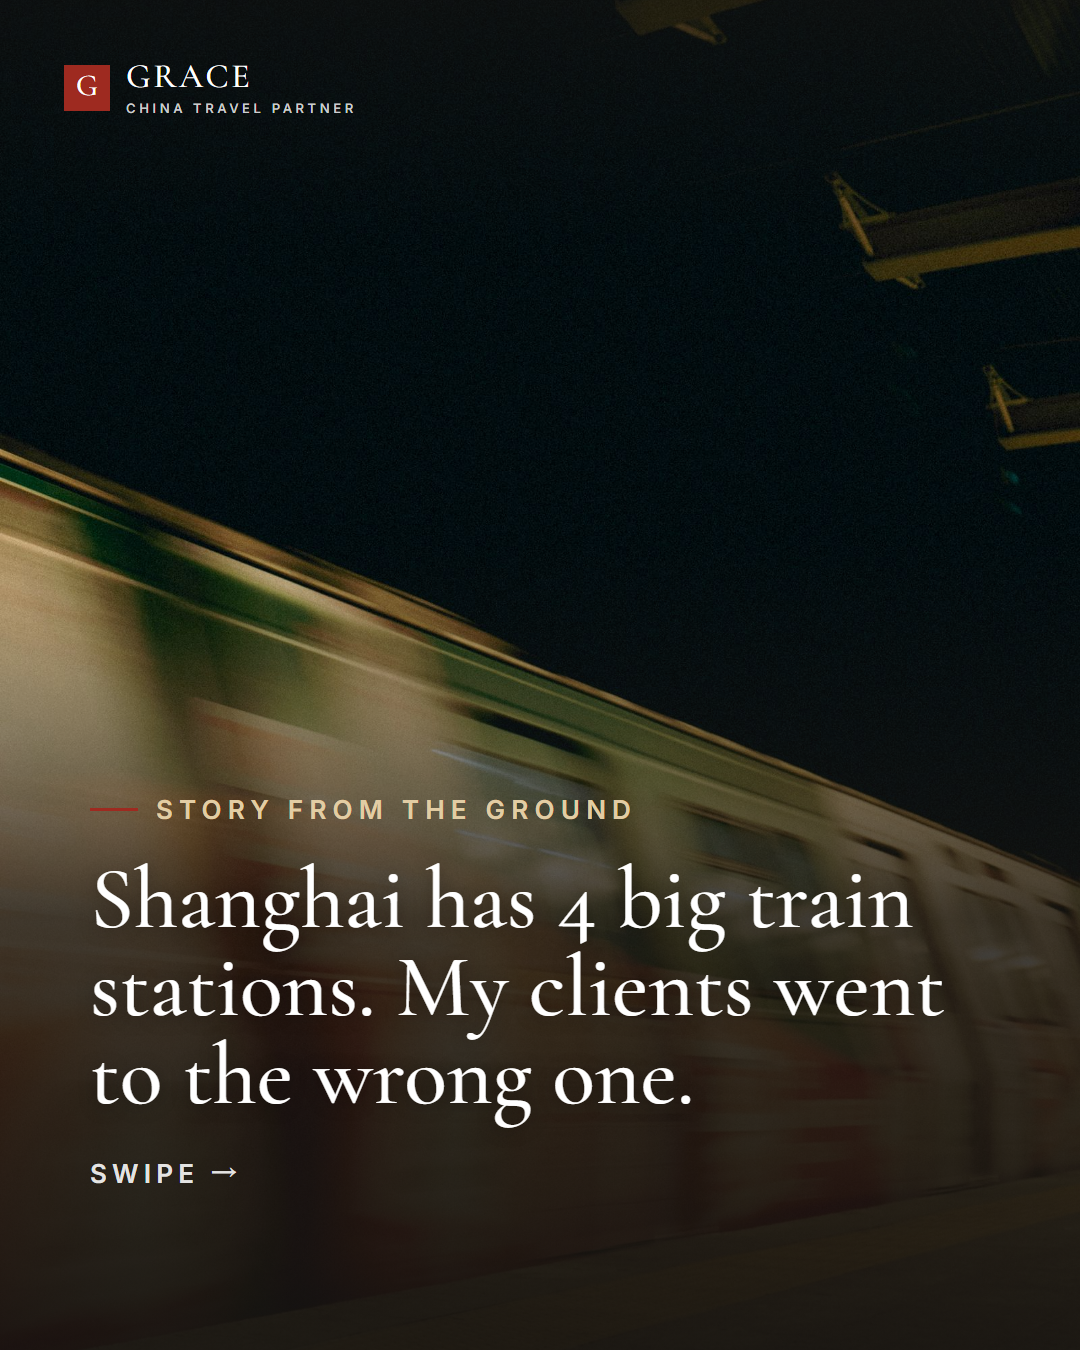 G
GRACE
CHINA TRAVEL PARTNER
STORY FROM THE GROUND
Shanghai has 4 big train
stations. My clients went
to the wrong one.
SWIPE →